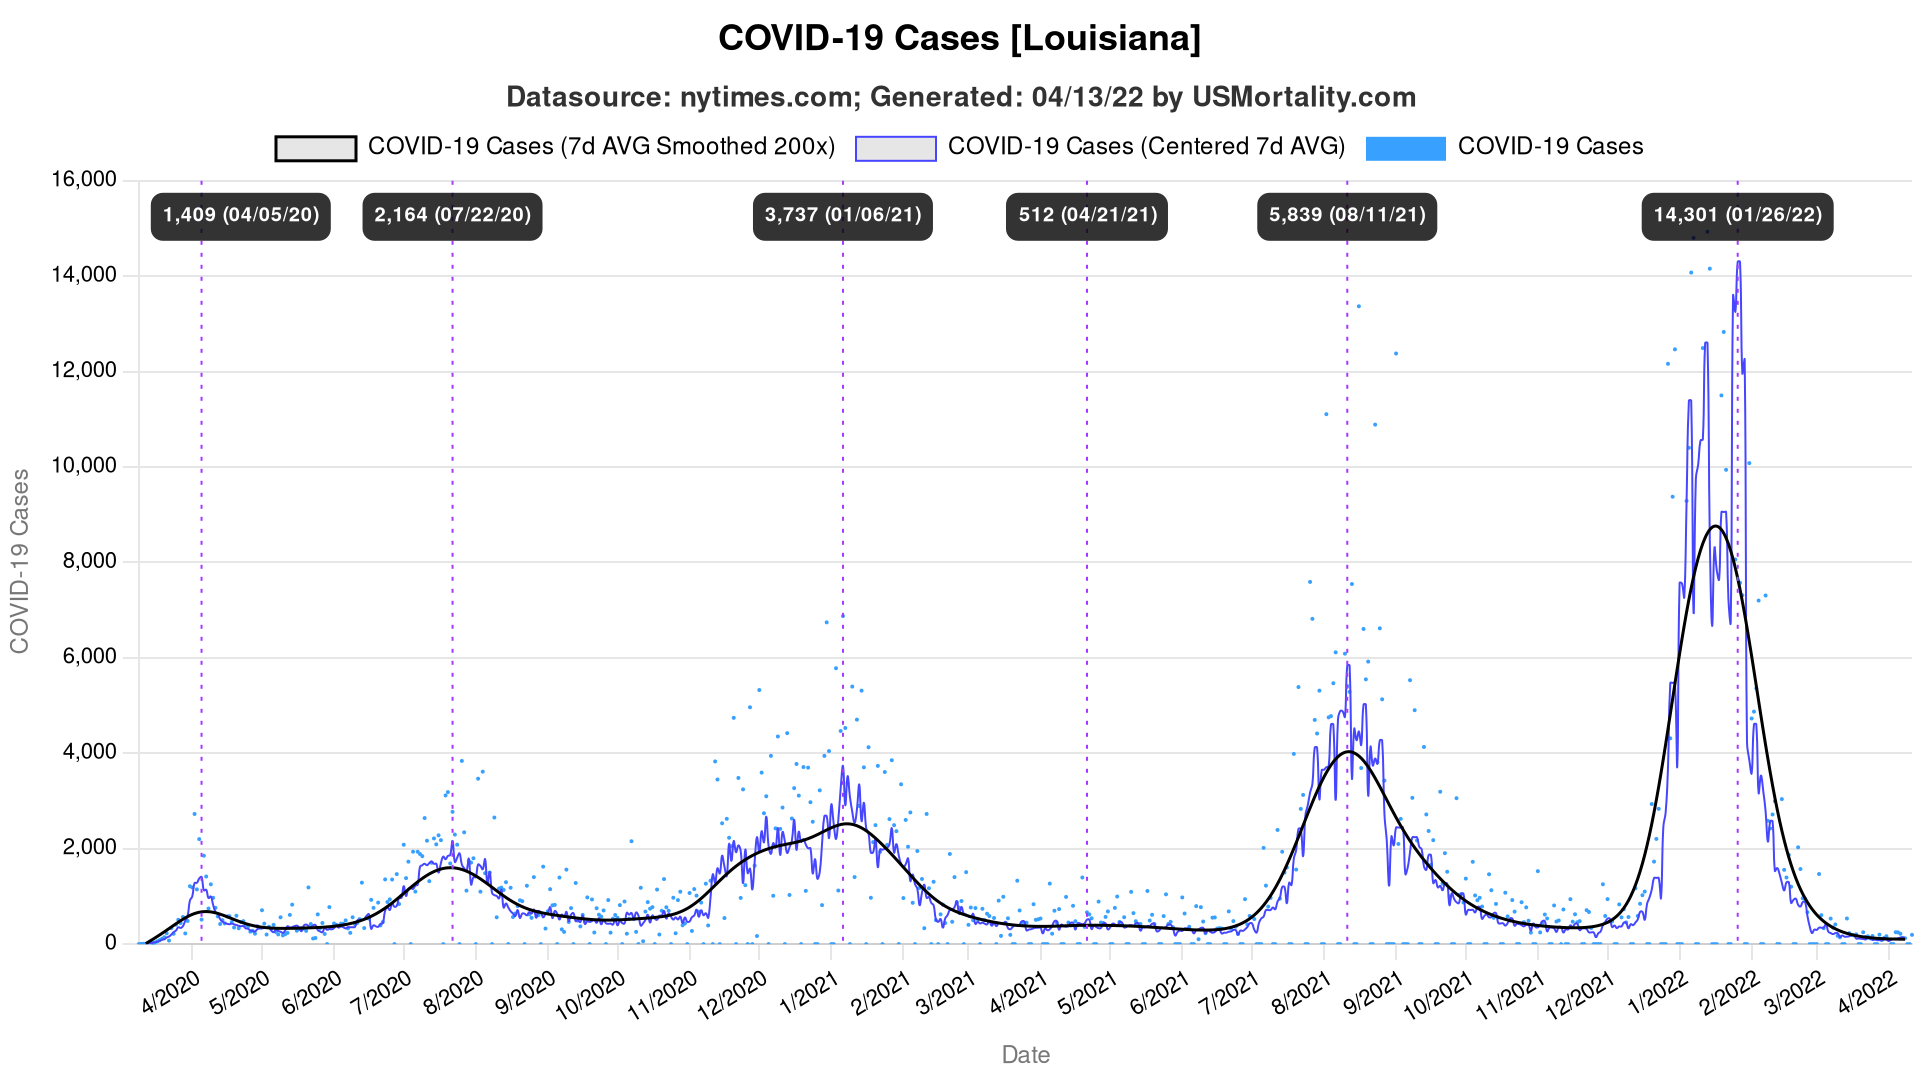 COVID-19 Cases [Louisiana]
Datasource: nytimes.com; Generated: 04/13/22 by USMortality.com
COVID-19 Cases (7d AVG Smoothed 200x) COVID-19 Cases (Centered 7d AVG) COVID-19 Cases
16,000
1,409 (04/05/20) 2,164 (07/22/20) 3,737 (01/06/21) 512 (04/21/21) 5,839 (08/11/21) 14,301 (01/26/22)
14,000
12,000
10,000
8,000
6,000
4,000
2,000
0
COVID-19 Cases
4/2020 5/2020 6/2020 7/2020 8/2020 9/2020 10/2020 11/2020 12/2020 1/2021 2/2021 3/2021 4/2021 5/2021 6/2021 7/2021 8/2021 9/2021 10/2021 11/2021 12/2021 1/2022 2/2022 3/2022 4/2022
Date